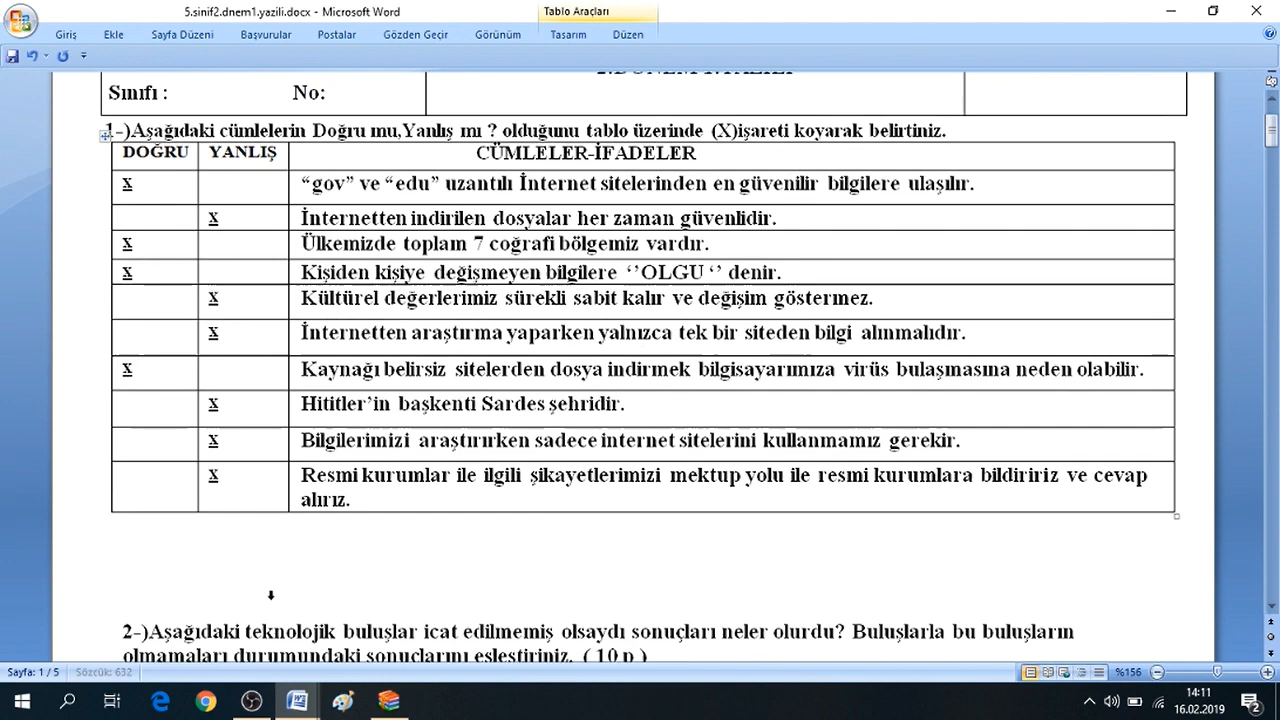 5.sinif2.dnem1.yazili.docx - Microsoft Word
Tablo Araçları
Giriş Ekle Sayfa Düzeni Başvurular Postalar Gözden Geçir Görünüm Tasarım Düzen
2.DÖNEM 1.YAZILI
Sınıfı : No:
1-)Aşağıdaki cümlelerin Doğru mu,Yanlış mı ? olduğunu tablo üzerinde (X)işareti koyarak belirtiniz.
DOĞRU YANLIŞ CÜMLELER-İFADELER
x “gov” ve “edu” uzantılı İnternet sitelerinden en güvenilir bilgilere ulaşılır.
x İnternetten indirilen dosyalar her zaman güvenlidir.
x Ülkemizde toplam 7 coğrafi bölgemiz vardır.
x Kişiden kişiye değişmeyen bilgilere ‘’OLGU ‘’ denir.
x Kültürel değerlerimiz sürekli sabit kalır ve değişim göstermez.
x İnternetten araştırma yaparken yalnızca tek bir siteden bilgi alınmalıdır.
x Kaynağı belirsiz sitelerden dosya indirmek bilgisayarımıza virüs bulaşmasına neden olabilir.
x Hititler’in başkenti Sardes şehridir.
x Bilgilerimizi araştırırken sadece internet sitelerini kullanmamız gerekir.
x Resmi kurumlar ile ilgili şikayetlerimizi mektup yolu ile resmi kurumlara bildiririz ve cevap
alırız.
2-)Aşağıdaki teknolojik buluşlar icat edilmemiş olsaydı sonuçları neler olurdu? Buluşlarla bu buluşların
olmamaları durumundaki sonuçlarını eşleştiriniz. ( 10 p )
Sayfa: 1 / 5 Sözcük: 632 %156
14:11
16.02.2019
2